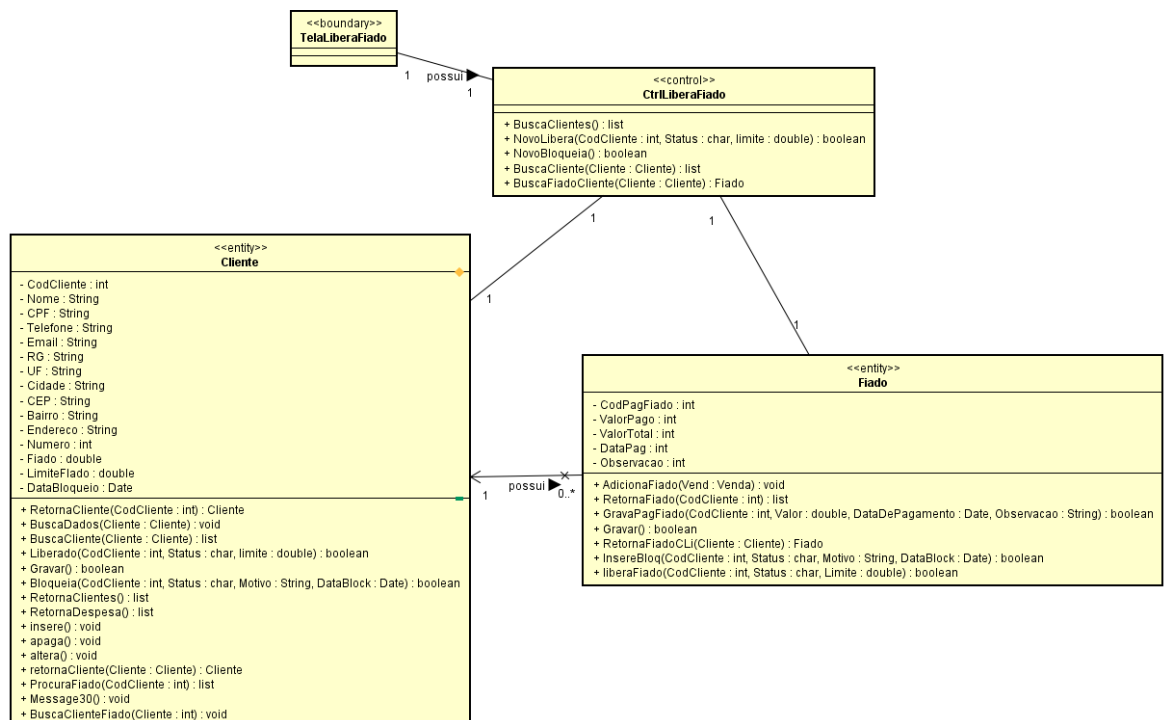 <<boundary>>
TelaLiberaFiado
1
possui
1
<<control>>
CtrlLiberaFiado
+ BuscaClientes() : list
+ NovoLibera(CodCliente : int, Status : char, limite : double) : boolean
+ NovoBloqueia() : boolean
+ BuscaCliente(Cliente : Cliente) : list
+ BuscaFiadoCliente(Cliente : Cliente) : Fiado
1
1
1
1
<<entity>>
Cliente
- CodCliente : int
- Nome : String
- CPF : String
- Telefone : String
- Email : String
- RG : String
- UF : String
- Cidade : String
- CEP : String
- Bairro : String
- Endereco : String
- Numero : int
- Fiado : double
- LimiteFIado : double
- DataBloqueio : Date
+ RetornaCliente(CodCliente : int) : Cliente
+ BuscaDados(Cliente : Cliente) : void
+ BuscaCliente(Cliente : Cliente) : list
+ Liberado(CodCliente : int, Status : char, limite : double) : boolean
+ Gravar() : boolean
+ Bloqueia(CodCliente : int, Status : char, Motivo : String, DataBlock : Date) : boolean
+ RetornaClientes() : list
+ RetornaDespesa() : list
+ insere() : void
+ apaga() : void
+ altera() : void
+ retornaCliente(Cliente : Cliente) : Cliente
+ ProcuraFiado(CodCliente : int) : list
+ Message30() : void
+ BuscaClienteFiado(Cliente : int) : void
1
possui
0..*
<<entity>>
Fiado
- CodPagFiado : int
- ValorPago : int
- ValorTotal : int
- DataPag : int
- Observacao : int
+ AdicionaFiado(Vend : Venda) : void
+ RetornaFiado(CodCliente : int) : list
+ GravaPagFiado(CodCliente : int, Valor : double, DataDePagamento : Date, Observacao : String) : boolean
+ Gravar() : boolean
+ RetornaFiadoCLi(Cliente : Cliente) : Fiado
+ InsereBloq(CodCliente : int, Status : char, Motivo : String, DataBlock : Date) : boolean
+ liberaFiado(CodCliente : int, Status : char, Limite : double) : boolean